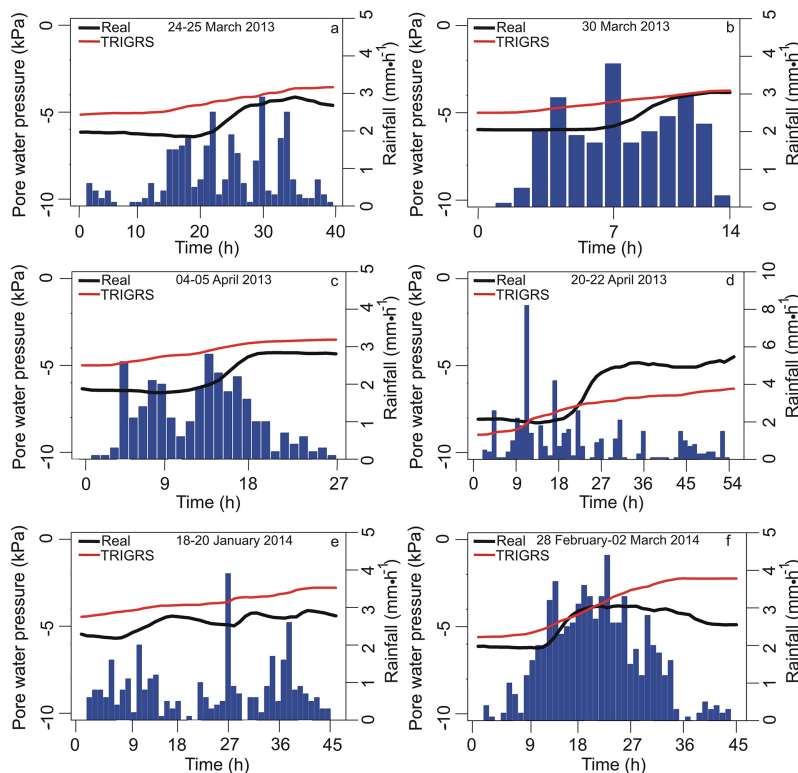 Real
TRIGRS
24-25 March 2013
a
Pore water pressure (kPa)
0
-5
-10
Rainfall (mm•h⁻¹)
5
4
3
2
1
0
0 10 20 30 40
Time (h)
Real
TRIGRS
30 March 2013
b
Pore water pressure (kPa)
0
-5
-10
Rainfall (mm•h⁻¹)
5
4
3
2
1
0
0 7 14
Time (h)
Real
TRIGRS
04-05 April 2013
c
Pore water pressure (kPa)
0
-5
-10
Rainfall (mm•h⁻¹)
5
4
3
2
1
0
0 9 18 27
Time (h)
Real
TRIGRS
20-22 April 2013
d
Pore water pressure (kPa)
0
-5
-10
Rainfall (mm•h⁻¹)
10
8
6
4
2
0
0 9 18 27 36 45 54
Time (h)
Real
TRIGRS
18-20 January 2014
e
Pore water pressure (kPa)
0
-5
-10
Rainfall (mm•h⁻¹)
5
4
3
2
1
0
0 9 18 27 36 45
Time (h)
Real
TRIGRS
28 February-02 March 2014
f
Pore water pressure (kPa)
0
-5
-10
Rainfall (mm•h⁻¹)
5
4
3
2
1
0
0 9 18 27 36 45
Time (h)